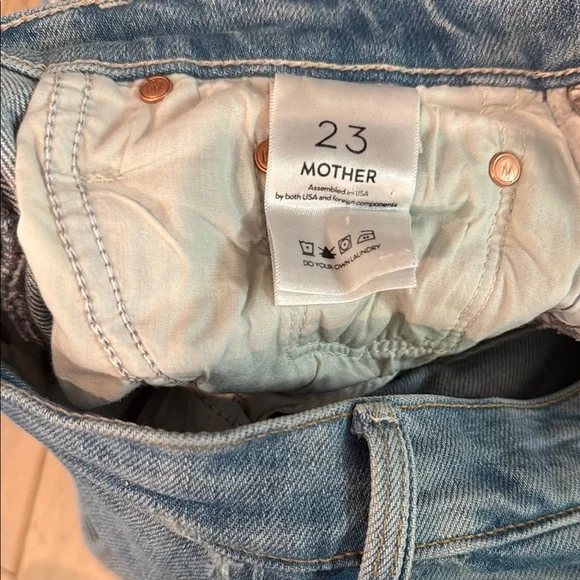 23
MOTHER
Assembled in USA
by both USA and foreign components
DO YOUR OWN LAUNDRY
M
M
M